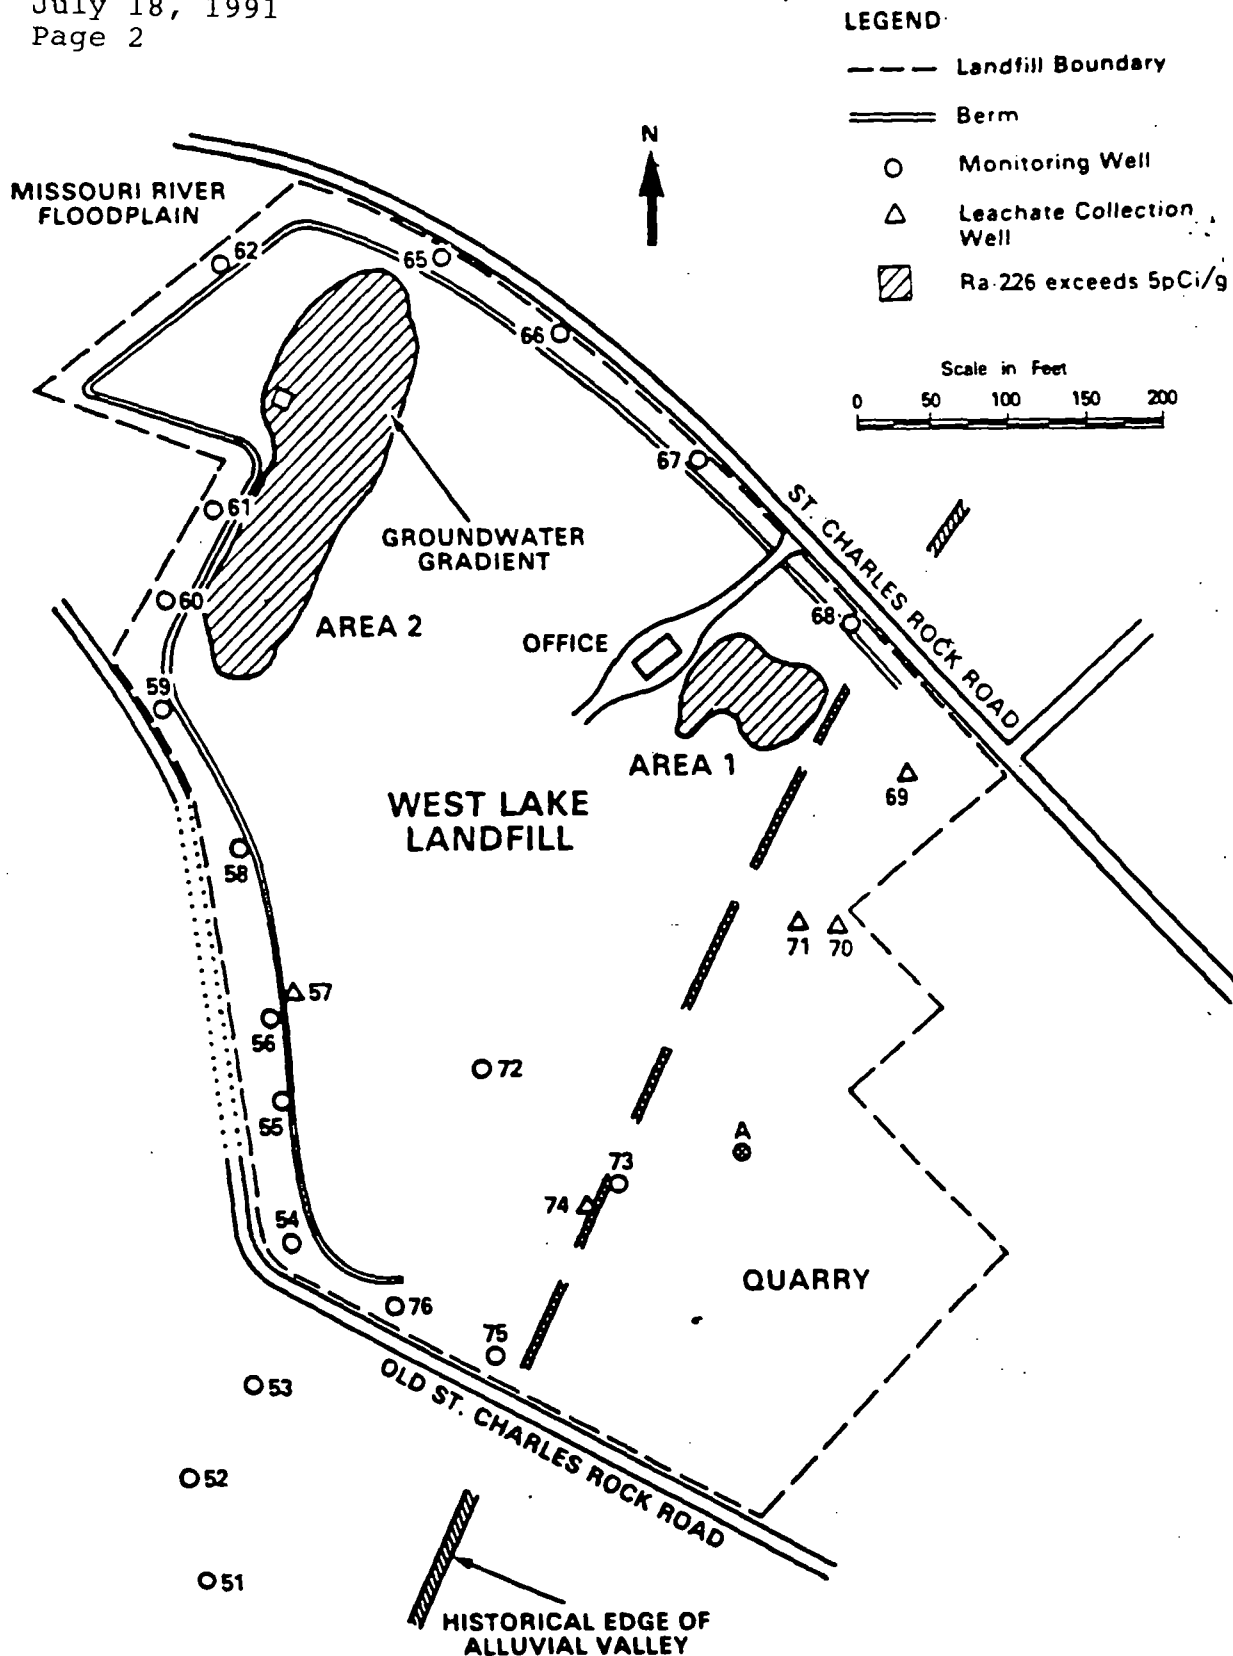 July 18, 1991
Page 2
LEGEND
Landfill Boundary
Berm
Monitoring Well
Leachate Collection
Well
Ra-226 exceeds 5pCi/g
Scale in Feet
0 50 100 150 200
N
MISSOURI RIVER
FLOODPLAIN
62
65
66
67
61
GROUNDWATER
GRADIENT
ST. CHARLES ROCK ROAD
60
AREA 2
OFFICE
68
59
AREA 1
69
WEST LAKE
LANDFILL
58
71 70
57
56
72
55
A
73
74
54
QUARRY
76
75
53
OLD ST. CHARLES ROCK ROAD
52
51
HISTORICAL EDGE OF
ALLUVIAL VALLEY